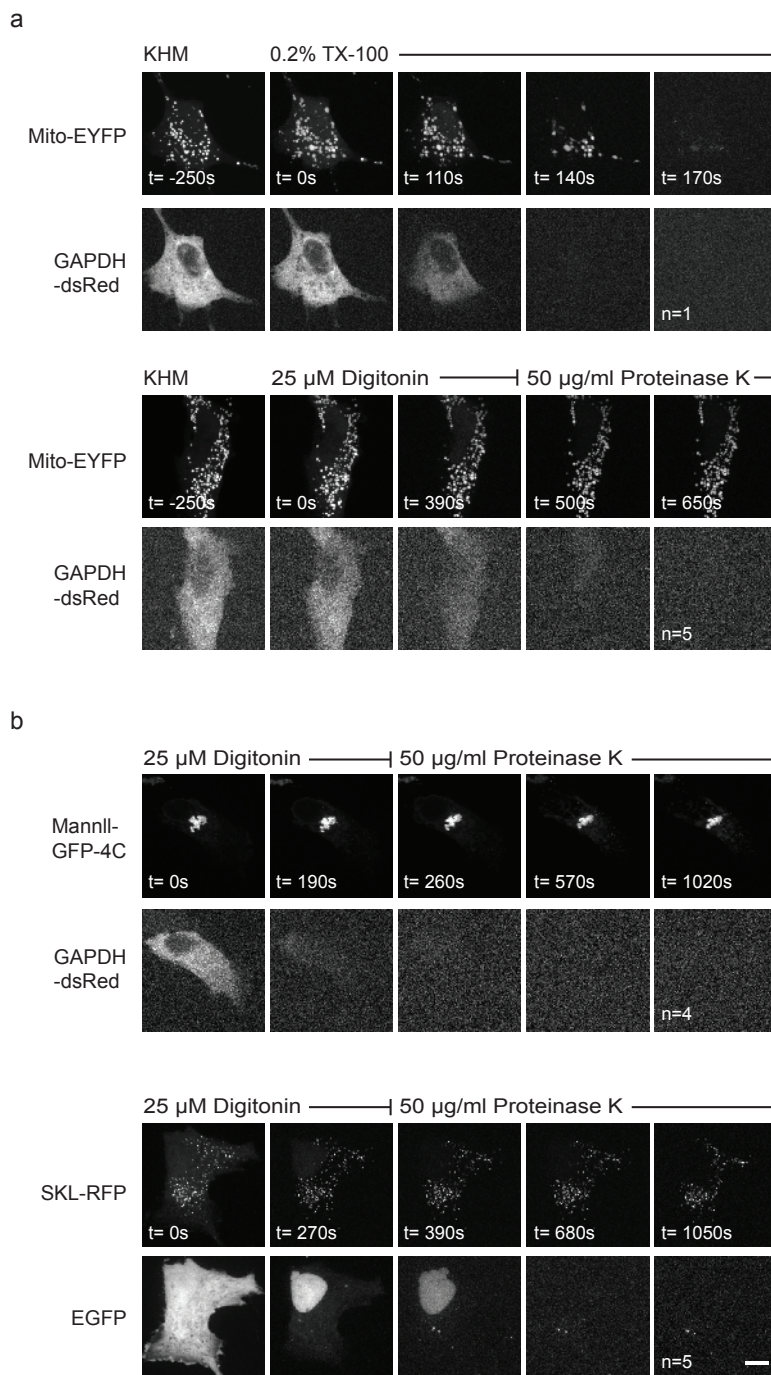 a
KHM 0.2% TX-100
Mito-EYFP
t= -250s t= 0s t= 110s t= 140s t= 170s
GAPDH
-dsRed
n=1
KHM 25 µM Digitonin 50 µg/ml Proteinase K
Mito-EYFP
t= -250s t= 0s t= 390s t= 500s t= 650s
GAPDH
-dsRed
n=5
b
25 µM Digitonin 50 µg/ml Proteinase K
MannII-
GFP-4C
t= 0s t= 190s t= 260s t= 570s t= 1020s
GAPDH
-dsRed
n=4
25 µM Digitonin 50 µg/ml Proteinase K
SKL-RFP
t= 0s t= 270s t= 390s t= 680s t= 1050s
EGFP
n=5